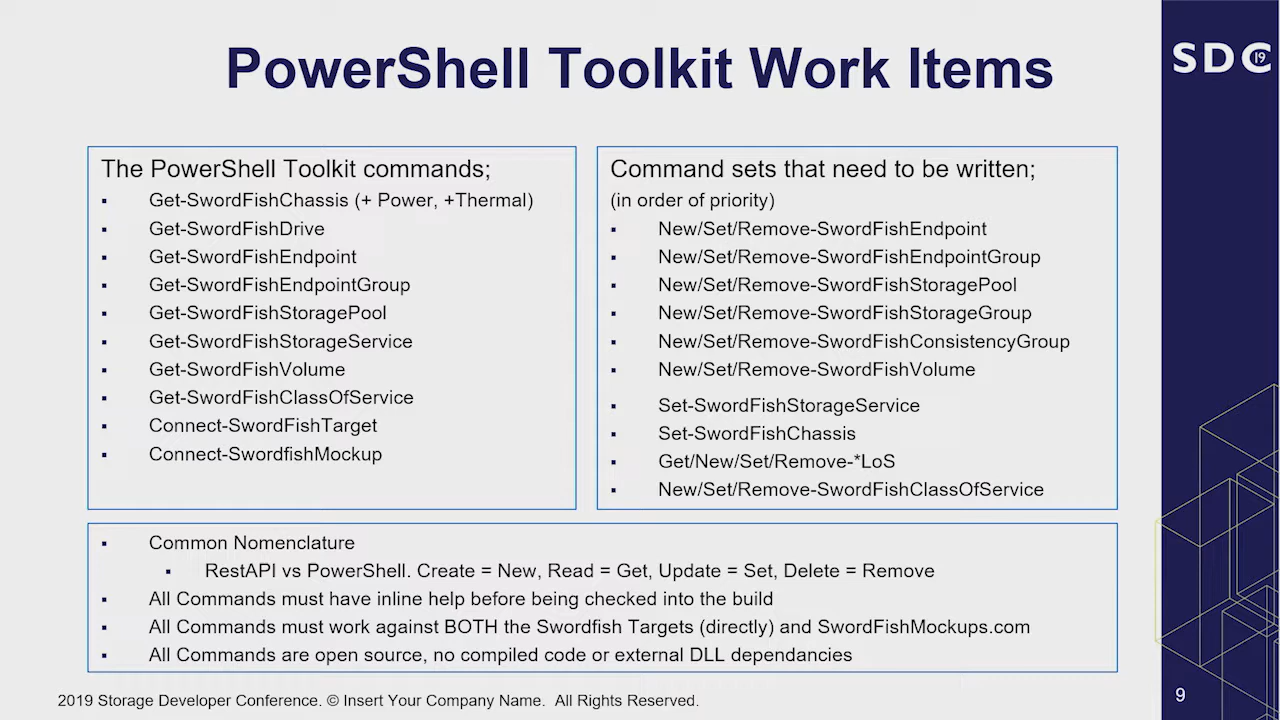 PowerShell Toolkit Work Items
SDC19
The PowerShell Toolkit commands;
▪ Get-SwordFishChassis (+ Power, +Thermal)
▪ Get-SwordFishDrive
▪ Get-SwordFishEndpoint
▪ Get-SwordFishEndpointGroup
▪ Get-SwordFishStoragePool
▪ Get-SwordFishStorageService
▪ Get-SwordFishVolume
▪ Get-SwordFishClassOfService
▪ Connect-SwordFishTarget
▪ Connect-SwordfishMockup
Command sets that need to be written;
(in order of priority)
▪ New/Set/Remove-SwordFishEndpoint
▪ New/Set/Remove-SwordFishEndpointGroup
▪ New/Set/Remove-SwordFishStoragePool
▪ New/Set/Remove-SwordFishStorageGroup
▪ New/Set/Remove-SwordFishConsistencyGroup
▪ New/Set/Remove-SwordFishVolume
▪ Set-SwordFishStorageService
▪ Set-SwordFishChassis
▪ Get/New/Set/Remove-*LoS
▪ New/Set/Remove-SwordFishClassOfService
▪ Common Nomenclature
▪ RestAPI vs PowerShell. Create = New, Read = Get, Update = Set, Delete = Remove
▪ All Commands must have inline help before being checked into the build
▪ All Commands must work against BOTH the Swordfish Targets (directly) and SwordFishMockups.com
▪ All Commands are open source, no compiled code or external DLL dependancies
2019 Storage Developer Conference. © Insert Your Company Name. All Rights Reserved.
9